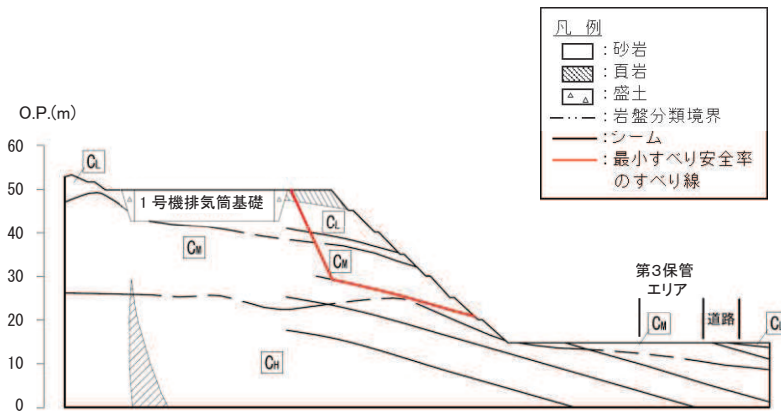 凡 例
:砂岩
:頁岩
:盛土
:岩盤分類境界
:シーム
:最小すべり安全率
のすべり線
O.P.(m)
60
50
40
30
20
10
0
CL
1号機排気筒基礎
CL
CM
CM
CH
第3保管
エリア
道路
CM